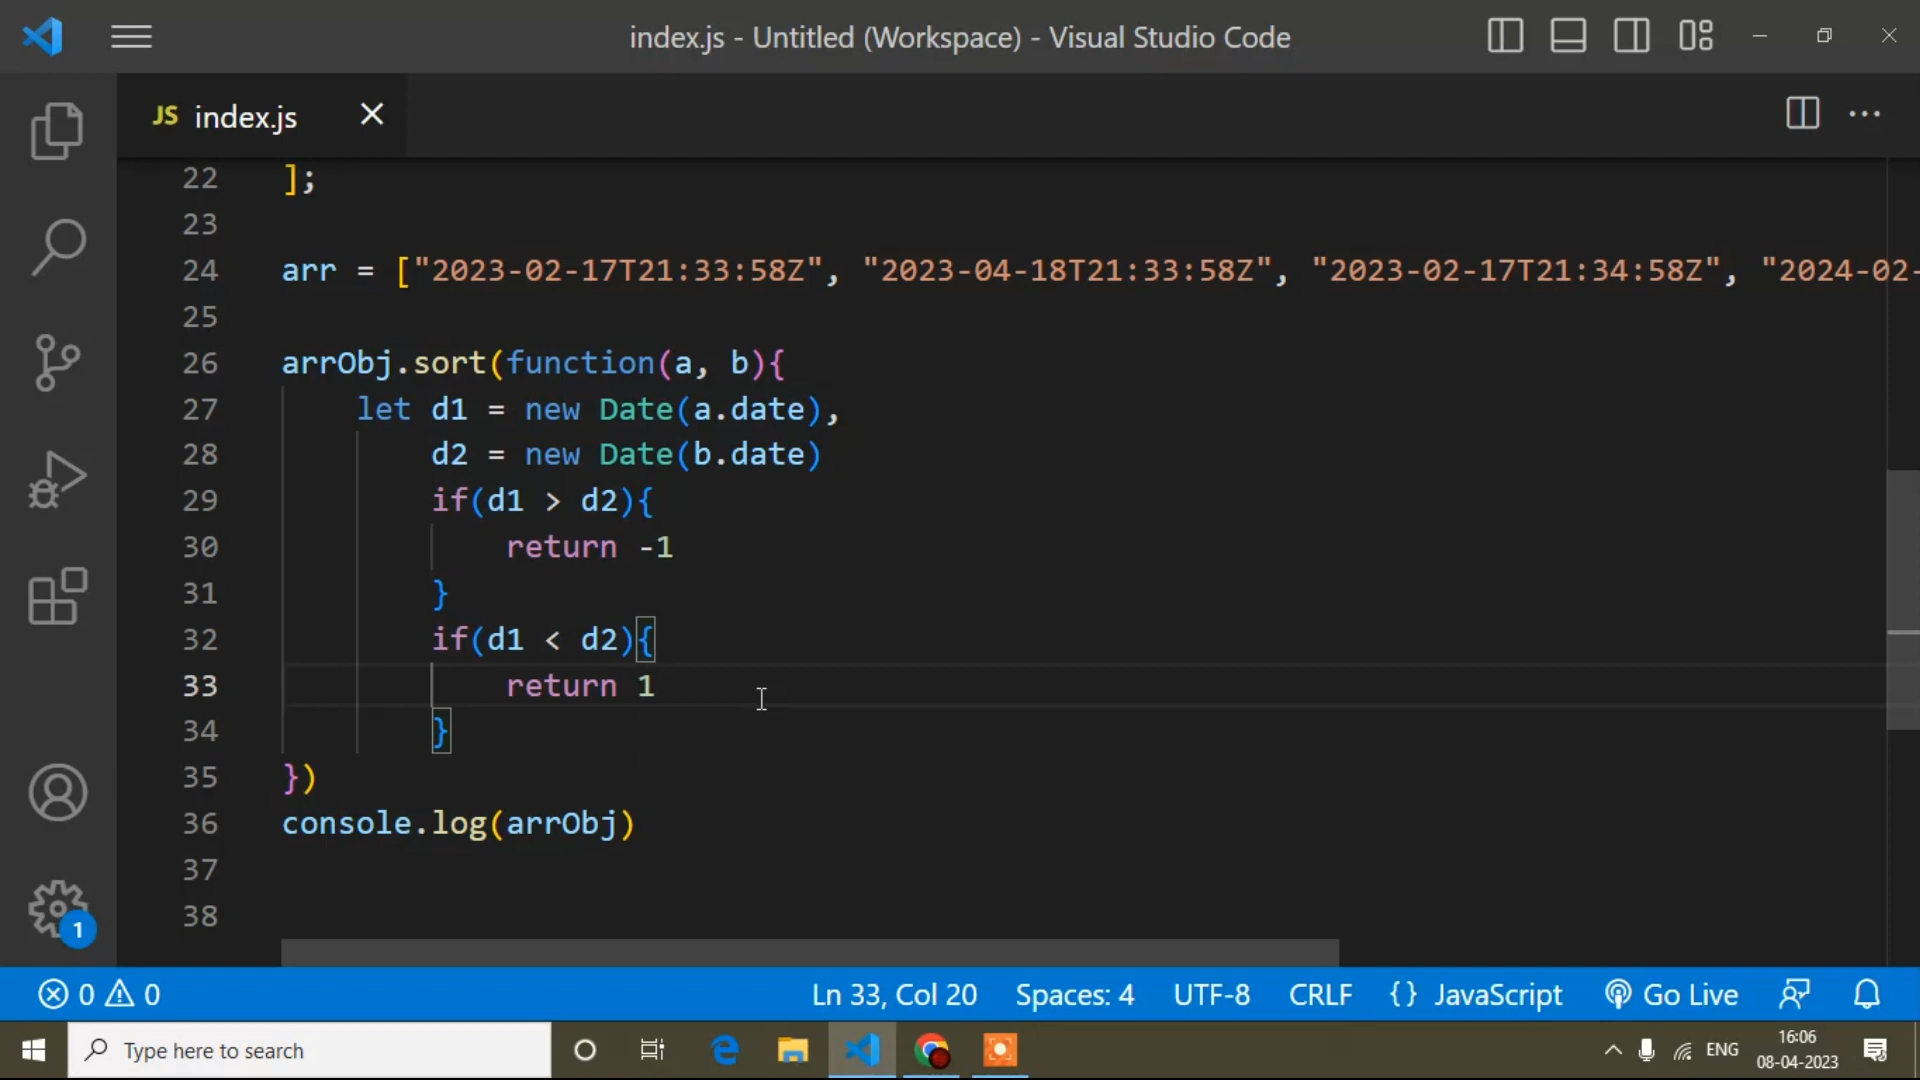 index.js - Untitled (Workspace) - Visual Studio Code
JS index.js
22 ];
23
24 arr = ["2023-02-17T21:33:58Z", "2023-04-18T21:33:58Z", "2023-02-17T21:34:58Z", "2024-02-
25
26 arrObj.sort(function(a, b){
27 let d1 = new Date(a.date),
28 d2 = new Date(b.date)
29 if(d1 > d2){
30 return -1
31 }
32 if(d1 < d2){
33 return 1
34 }
35 })
36 console.log(arrObj)
37
38
1
0 0 Ln 33, Col 20 Spaces: 4 UTF-8 CRLF {} JavaScript Go Live
Type here to search
ENG
16:06
08-04-2023